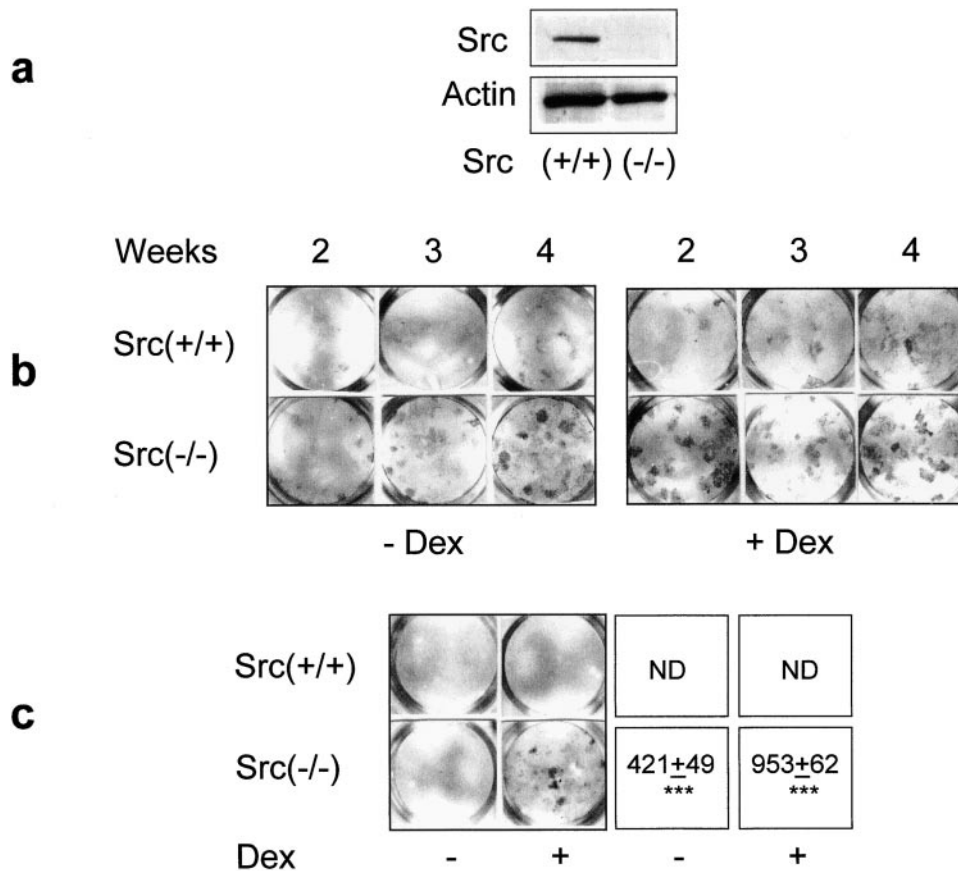 a
Src
Actin
Src (+/+) (-/-)
b
Weeks 2 3 4 2 3 4
Src(+/+)
Src(-/-)
- Dex + Dex
c
Src(+/+) ND ND
Src(-/-) 421±49 953±62
*** ***
Dex - + - +